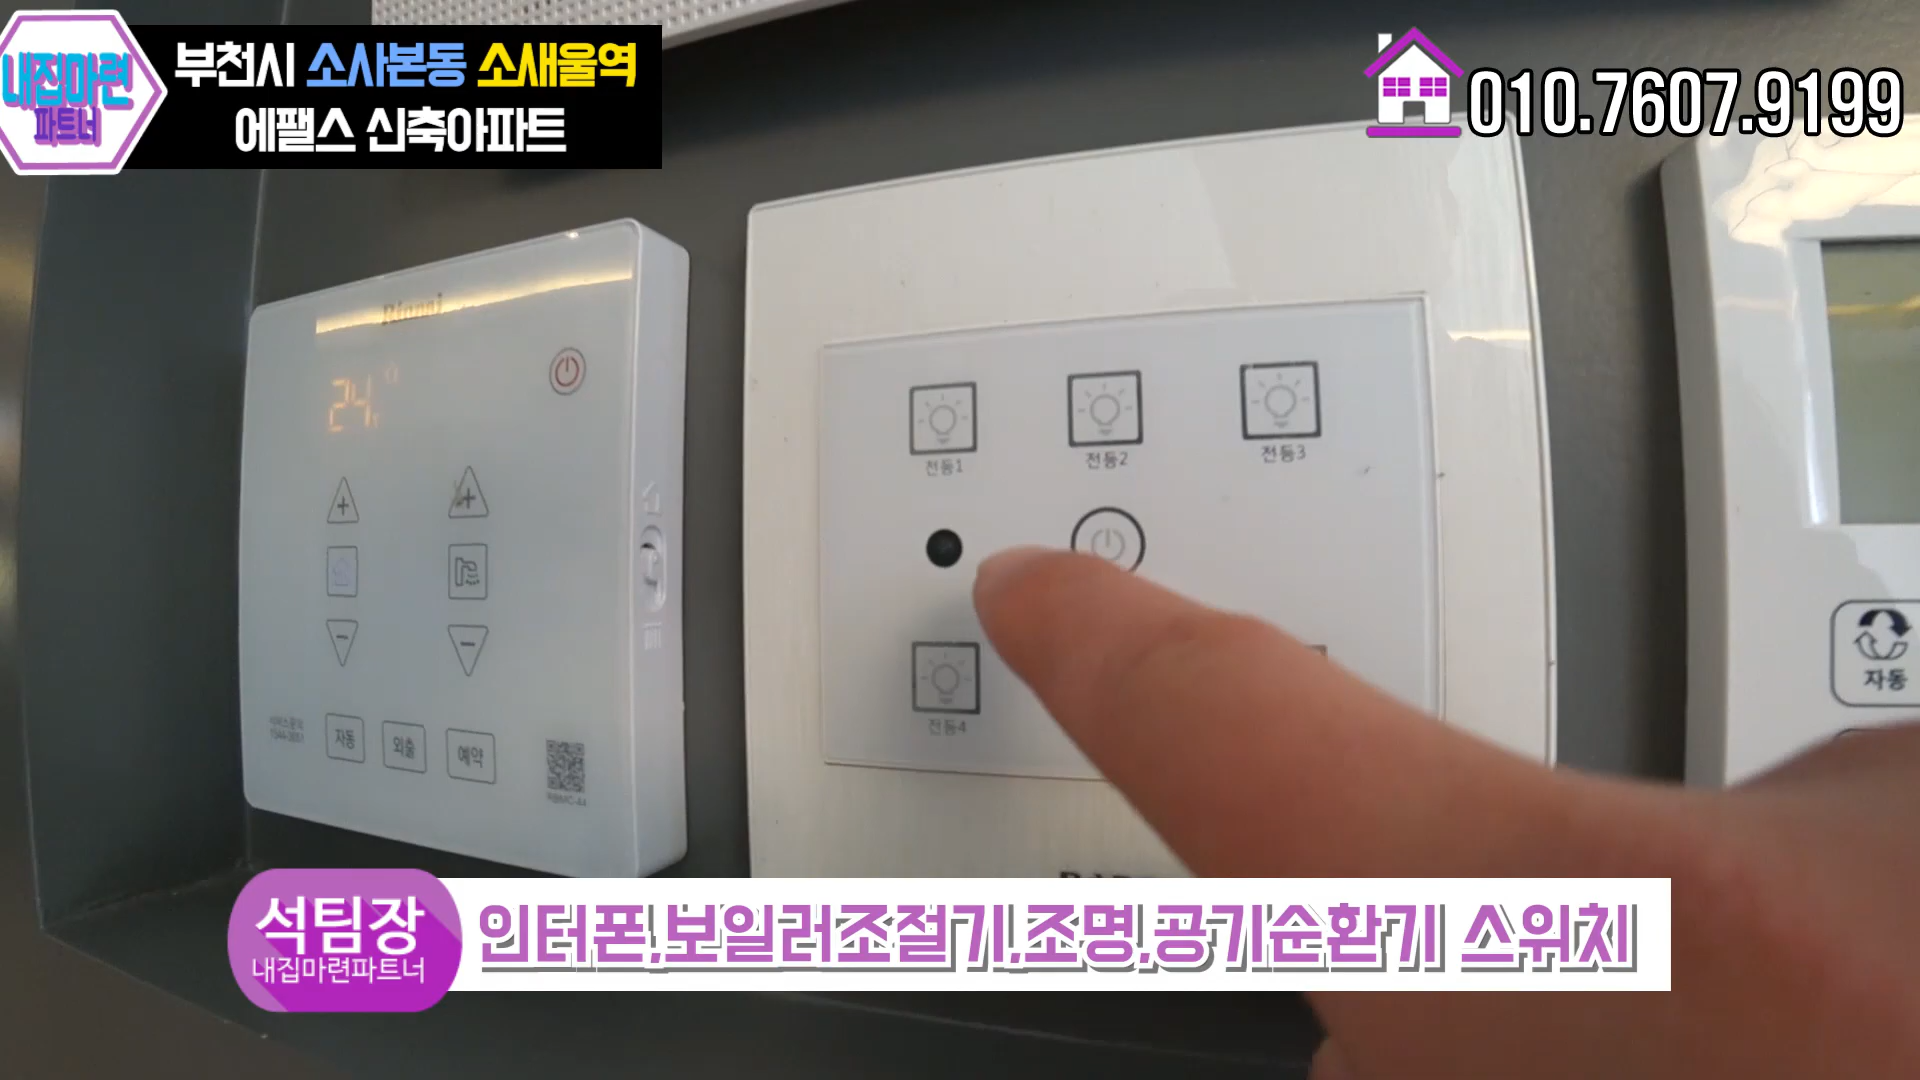 내집마련
파트너
부천시 소사본동 소새울역
에팰스 신축아파트
010.7607.9199
Rinnai
24
전등1
전등2
전등3
전등4
자동
외출
예약
자동
석팀장
내집마련파트너
인터폰,보일러조절기,조명,공기순환기 스위치